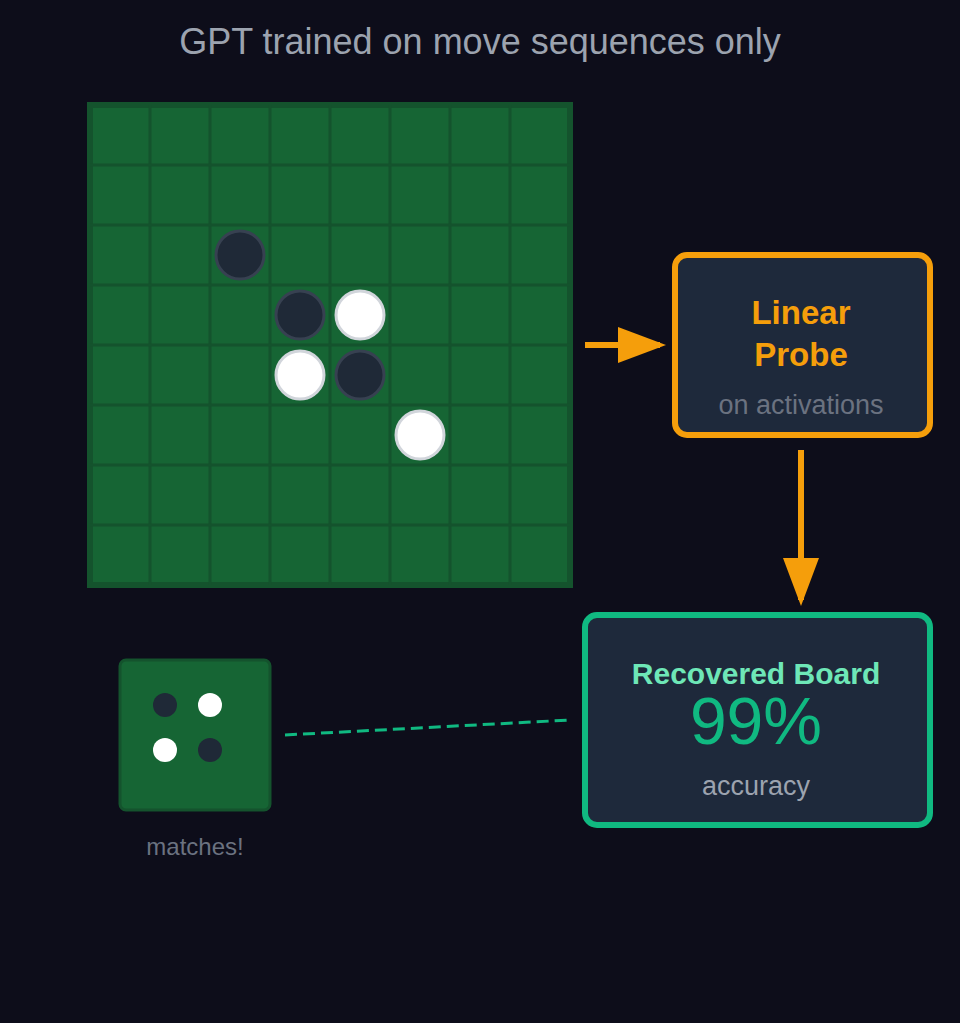 GPT trained on move sequences only
Linear
Probe
on activations
Recovered Board
99%
accuracy
matches!